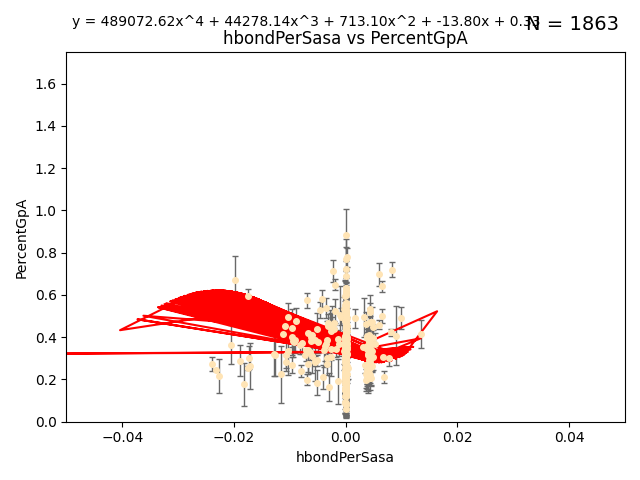 y = 489072.62x^4 + 44278.14x^3 + 713.10x^2 + -13.80x + 0.33
N = 1863
hbondPerSasa vs PercentGpA
PercentGpA
1.6
1.4
1.2
1.0
0.8
0.6
0.4
0.2
0.0
−0.04 −0.02 0.00 0.02 0.04
hbondPerSasa